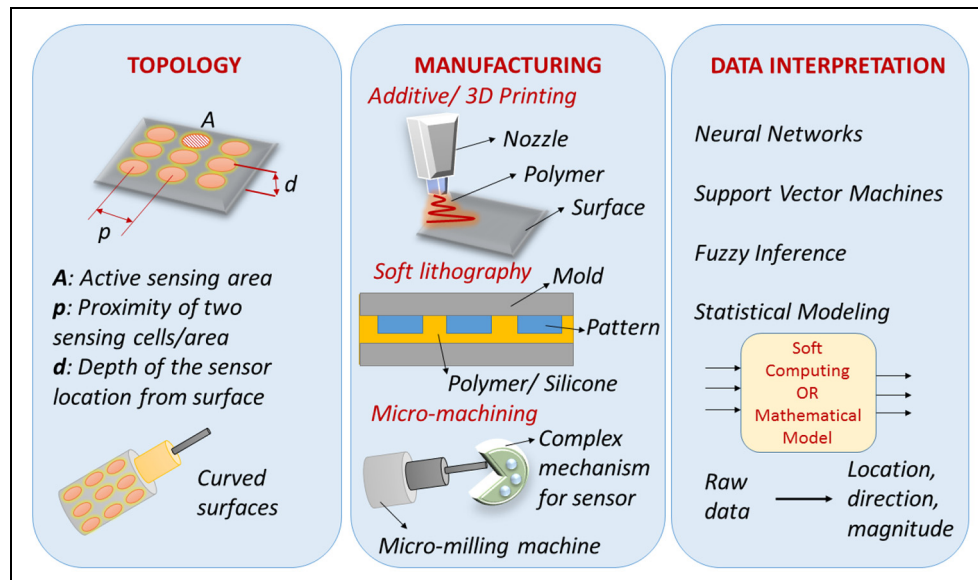 TOPOLOGY
A
d
p
A: Active sensing area
p: Proximity of two
sensing cells/area
d: Depth of the sensor
location from surface
Curved
surfaces
MANUFACTURING
Additive/ 3D Printing
Nozzle
Polymer
Surface
Soft lithography
Mold
Pattern
Polymer/ Silicone
Micro-machining
Complex
mechanism
for sensor
Micro-milling machine
DATA INTERPRETATION
Neural Networks
Support Vector Machines
Fuzzy Inference
Statistical Modeling
Soft
Computing
OR
Mathematical
Model
Raw
data
Location,
direction,
magnitude